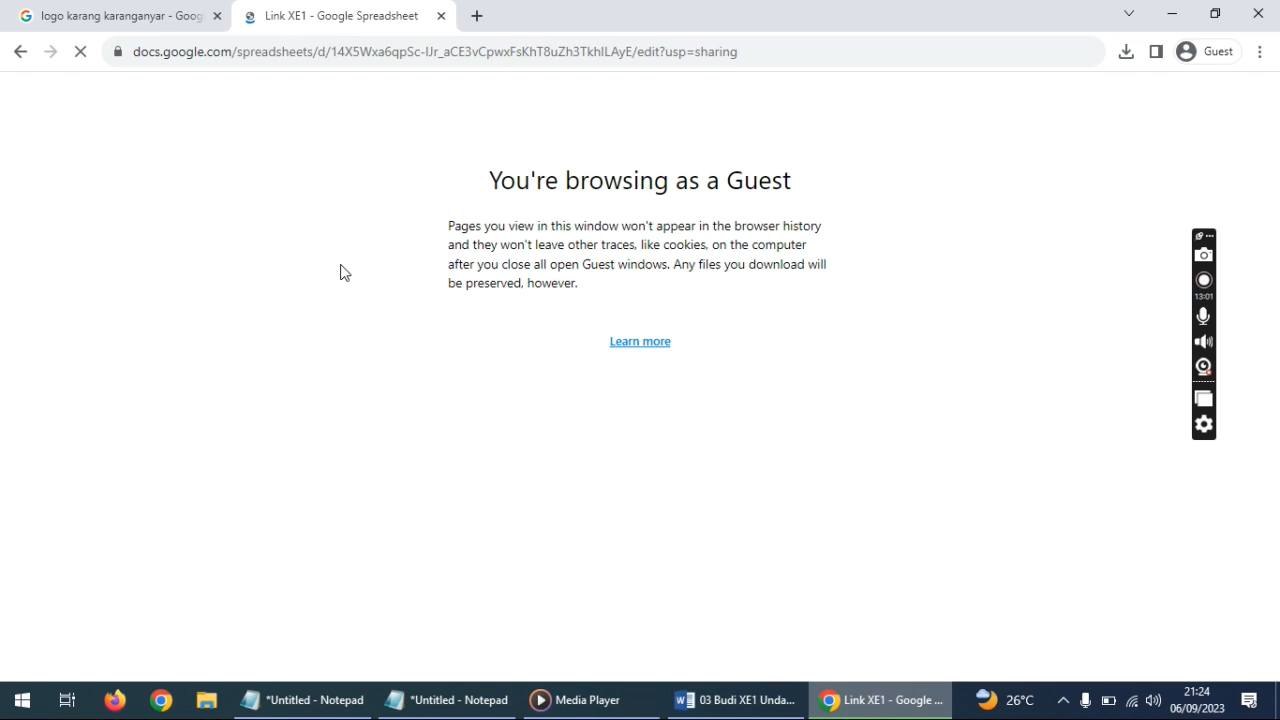 logo karang karanganyar - Goog
Link XE1 - Google Spreadsheet
docs.google.com/spreadsheets/d/14X5Wxa6qpSc-IJr_aCE3vCpwxFsKhT8uZh3TkhILAyE/edit?usp=sharing
Guest
You're browsing as a Guest
Pages you view in this window won't appear in the browser history
and they won't leave other traces, like cookies, on the computer
after you close all open Guest windows. Any files you download will
be preserved, however.
Learn more
13:01
*Untitled - Notepad
*Untitled - Notepad
Media Player
03 Budi XE1 Unda...
Link XE1 - Google ...
26°C
21:24
06/09/2023